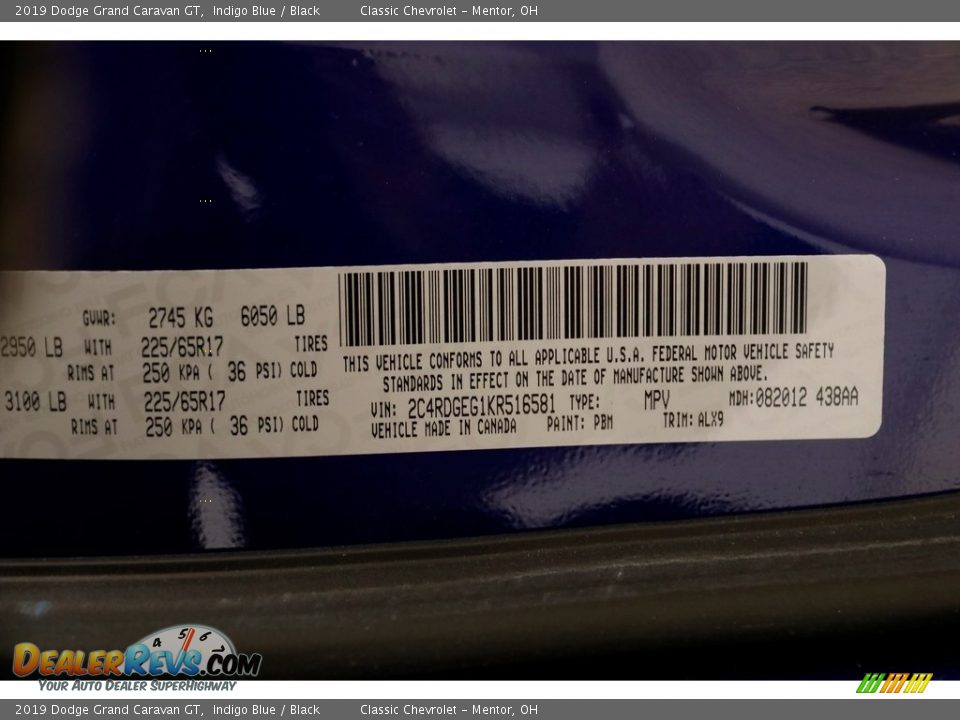 2019 Dodge Grand Caravan GT, Indigo Blue / Black Classic Chevrolet - Mentor, OH
GVWR: 2745 KG 6050 LB
2950 LB WITH 225/65R17 TIRES
RIMS AT 250 KPA ( 36 PSI) COLD
3100 LB WITH 225/65R17 TIRES
RIMS AT 250 KPA ( 36 PSI) COLD
THIS VEHICLE CONFORMS TO ALL APPLICABLE U.S.A. FEDERAL MOTOR VEHICLE SAFETY
STANDARDS IN EFFECT ON THE DATE OF MANUFACTURE SHOWN ABOVE.
VIN: 2C4RDGEG1KR516581 TYPE: MPV MDH:082012 438AA
VEHICLE MADE IN CANADA PAINT: PBM TRIM: ALX9
4 5 6 7
DEALERREVS.COM
YOUR AUTO DEALER SUPERHIGHWAY
2019 Dodge Grand Caravan GT, Indigo Blue / Black Classic Chevrolet - Mentor, OH